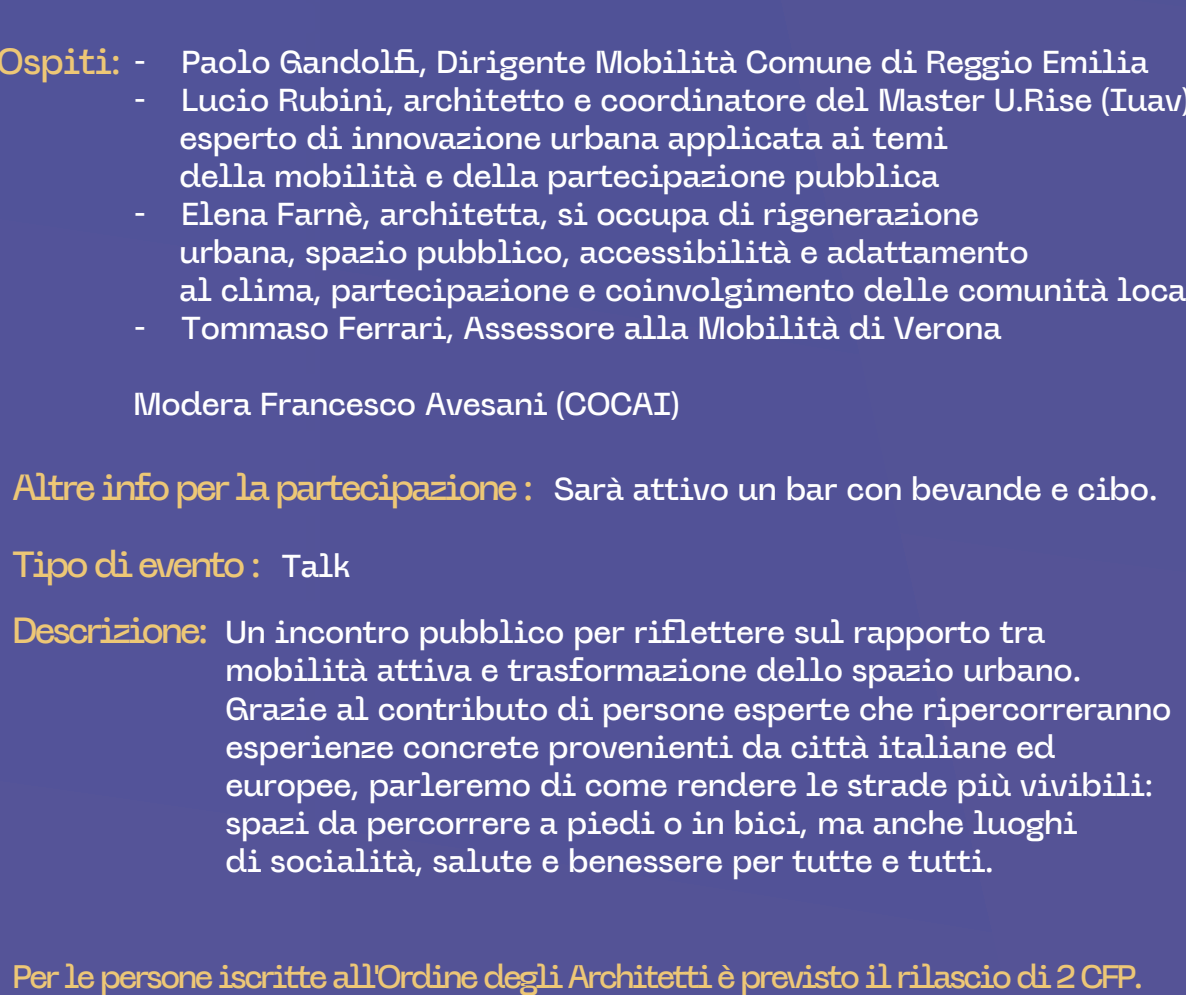 Ospiti: - Paolo Gandolfi, Dirigente Mobilità Comune di Reggio Emilia
- Lucio Rubini, architetto e coordinatore del Master U.Rise (Iuav)
esperto di innovazione urbana applicata ai temi
della mobilità e della partecipazione pubblica
- Elena Farnè, architetta, si occupa di rigenerazione
urbana, spazio pubblico, accessibilità e adattamento
al clima, partecipazione e coinvolgimento delle comunità loca
- Tommaso Ferrari, Assessore alla Mobilità di Verona
Modera Francesco Avesani (COCAI)
Altre info per la partecipazione : Sarà attivo un bar con bevande e cibo.
Tipo di evento : Talk
Descrizione: Un incontro pubblico per riflettere sul rapporto tra
mobilità attiva e trasformazione dello spazio urbano.
Grazie al contributo di persone esperte che ripercorreranno
esperienze concrete provenienti da città italiane ed
europee, parleremo di come rendere le strade più vivibili:
spazi da percorrere a piedi o in bici, ma anche luoghi
di socialità, salute e benessere per tutte e tutti.
Per le persone iscritte all'Ordine degli Architetti è previsto il rilascio di 2 CFP.